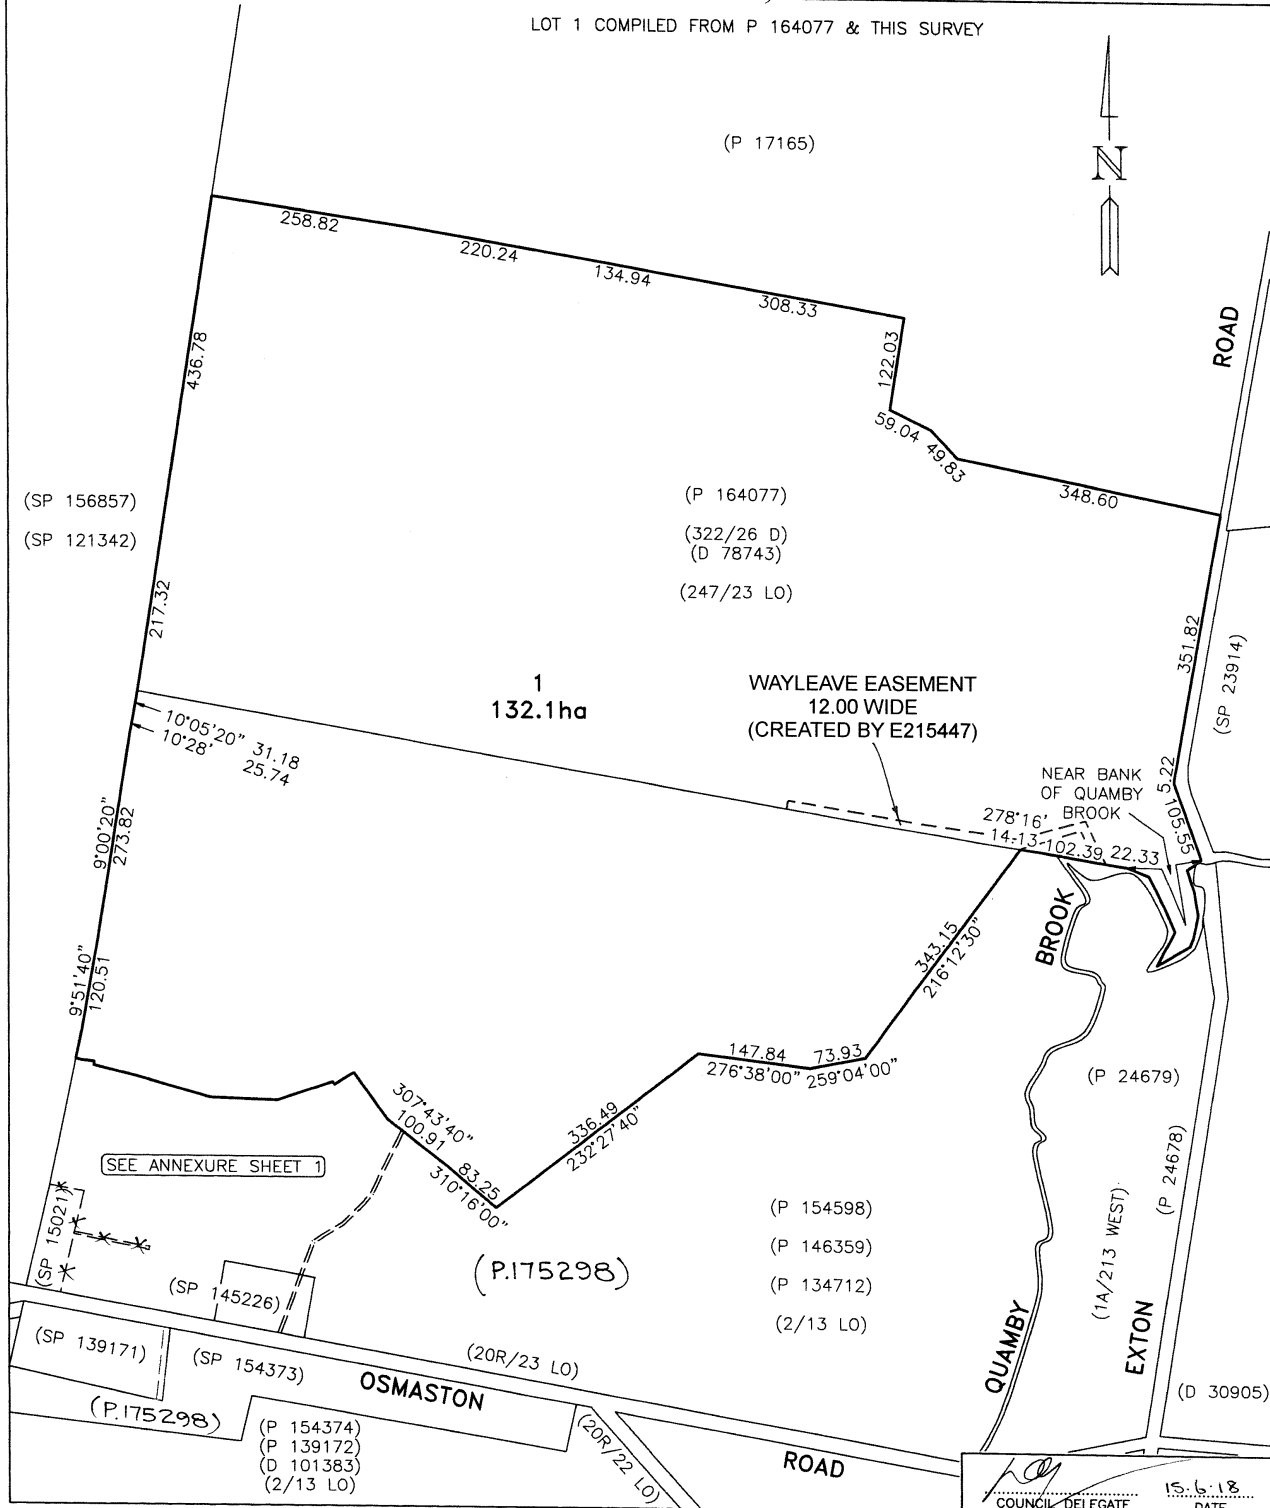 LOT 1 COMPILED FROM P 164077 & THIS SURVEY
(P 17165)
N
258.82
220.24
134.94
308.33
ROAD
436.78
122.03
59.04
49.83
348.60
(SP 156857)
(SP 121342)
(P 164077)
(322/26 D)
(D 78743)
(247/23 LO)
217.32
351.82
(SP 23914)
1
132.1ha
WAYLEAVE EASEMENT
12.00 WIDE
(CREATED BY E215447)
10°05'20" 31.18
10°28' 25.74
NEAR BANK
OF QUAMBY
BROOK
5.22
105.55
278°16'
14.13 102.39 22.33
9°00'20"
273.82
343.15
216°12'30"
BROOK
9°51'40"
120.51
147.84
276°38'00"
73.93
259°04'00"
(P 24679)
307°43'40"
100.91
336.49
232°27'40"
83.25
310°16'00"
SEE ANNEXURE SHEET 1
(P 24678)
(SP 15021)
(P 154598)
(P 146359)
(P 134712)
(2/13 LO)
(1A/213 WEST)
(P.175298)
(SP 145226)
QUAMBY
EXTON
(SP 139171)
(SP 154373)
(20R/23 LO)
OSMASTON
(D 30905)
(P.175298)
(P 154374)
(P 139172)
(D 101383)
(2/13 LO)
(20R/22 LO)
ROAD
15.6.18
COUNCIL DELEGATE
DATE